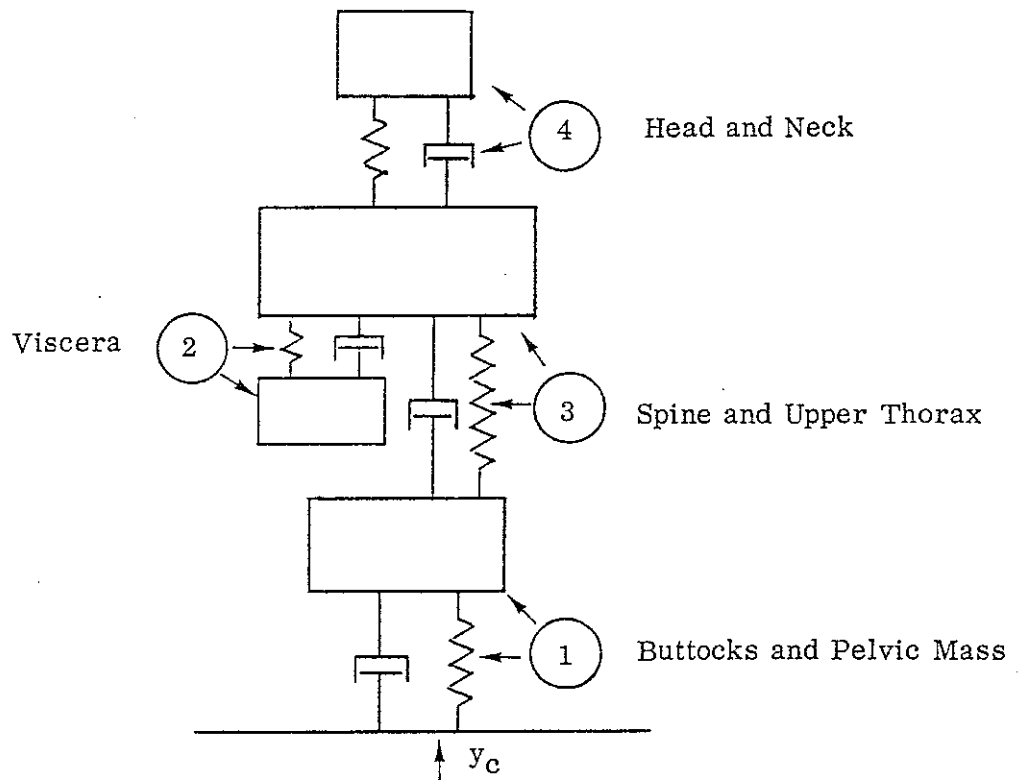 4
Head and Neck
Viscera
2
3
Spine and Upper Thorax
1
Buttocks and Pelvic Mass
y_c